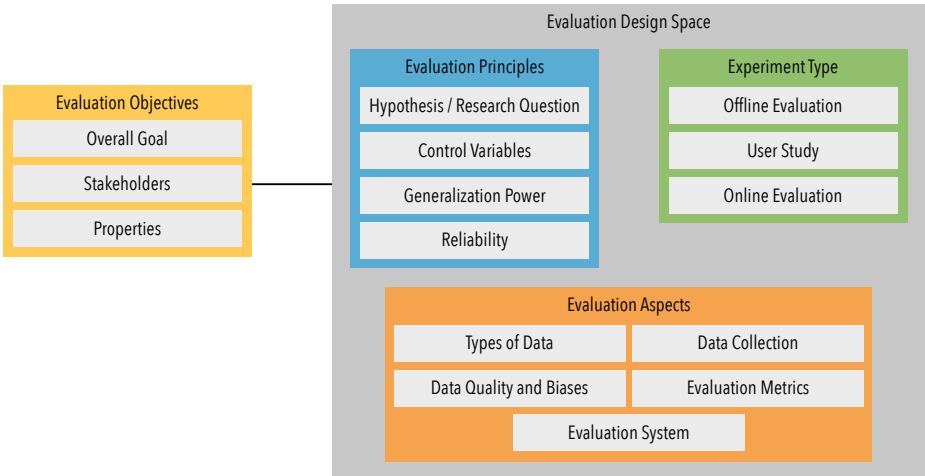 Evaluation Design Space
Evaluation Objectives
Overall Goal
Stakeholders
Properties
Evaluation Principles
Hypothesis / Research Question
Control Variables
Generalization Power
Reliability
Experiment Type
Offline Evaluation
User Study
Online Evaluation
Evaluation Aspects
Types of Data
Data Collection
Data Quality and Biases
Evaluation Metrics
Evaluation System